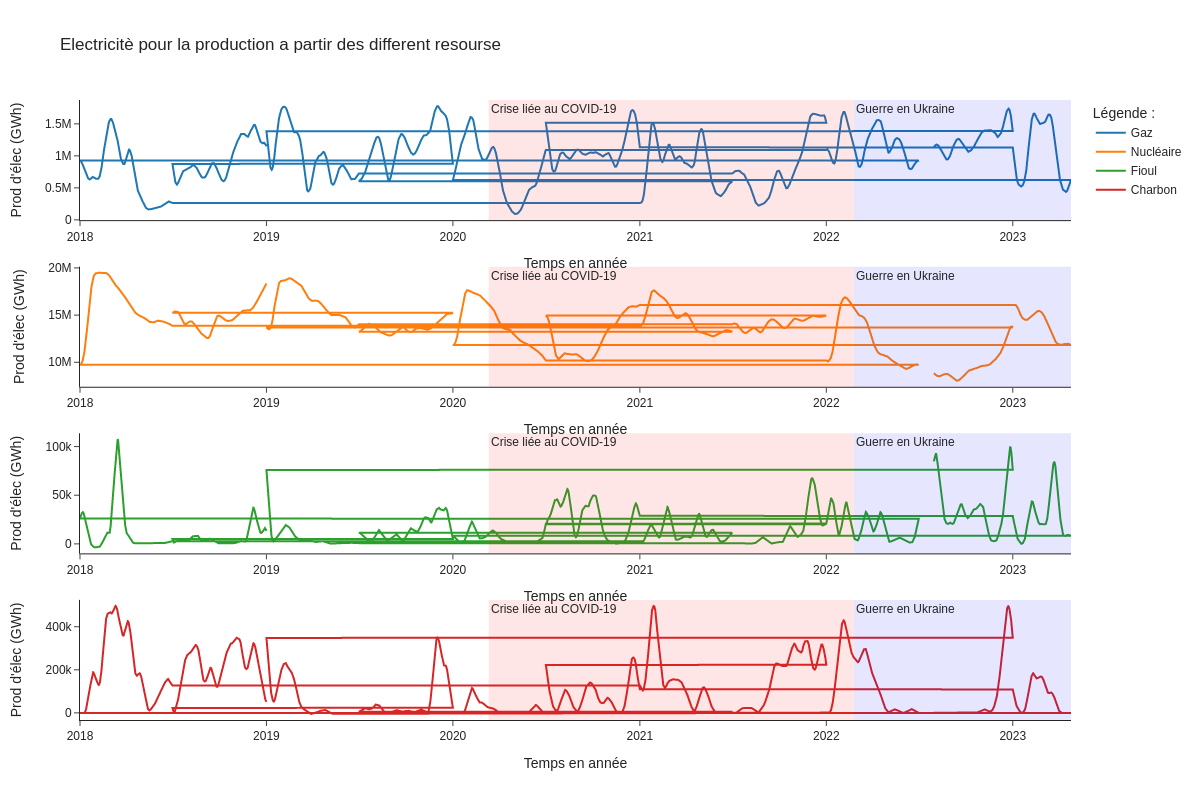 Electricitè pour la production a partir des different resourse
Prod d'élec (GWh)
1.5M
1M
0.5M
0
Crise liée au COVID-19
Guerre en Ukraine
2018 2019 2020 2021 2022 2023
Temps en année
Légende :
Gaz
Nucléaire
Fioul
Charbon
Prod d'élec (GWh)
20M
15M
10M
Crise liée au COVID-19
Guerre en Ukraine
2018 2019 2020 2021 2022 2023
Temps en année
Prod d'élec (GWh)
100k
50k
0
Crise liée au COVID-19
Guerre en Ukraine
2018 2019 2020 2021 2022 2023
Temps en année
Prod d'élec (GWh)
400k
200k
0
Crise liée au COVID-19
Guerre en Ukraine
2018 2019 2020 2021 2022 2023
Temps en année